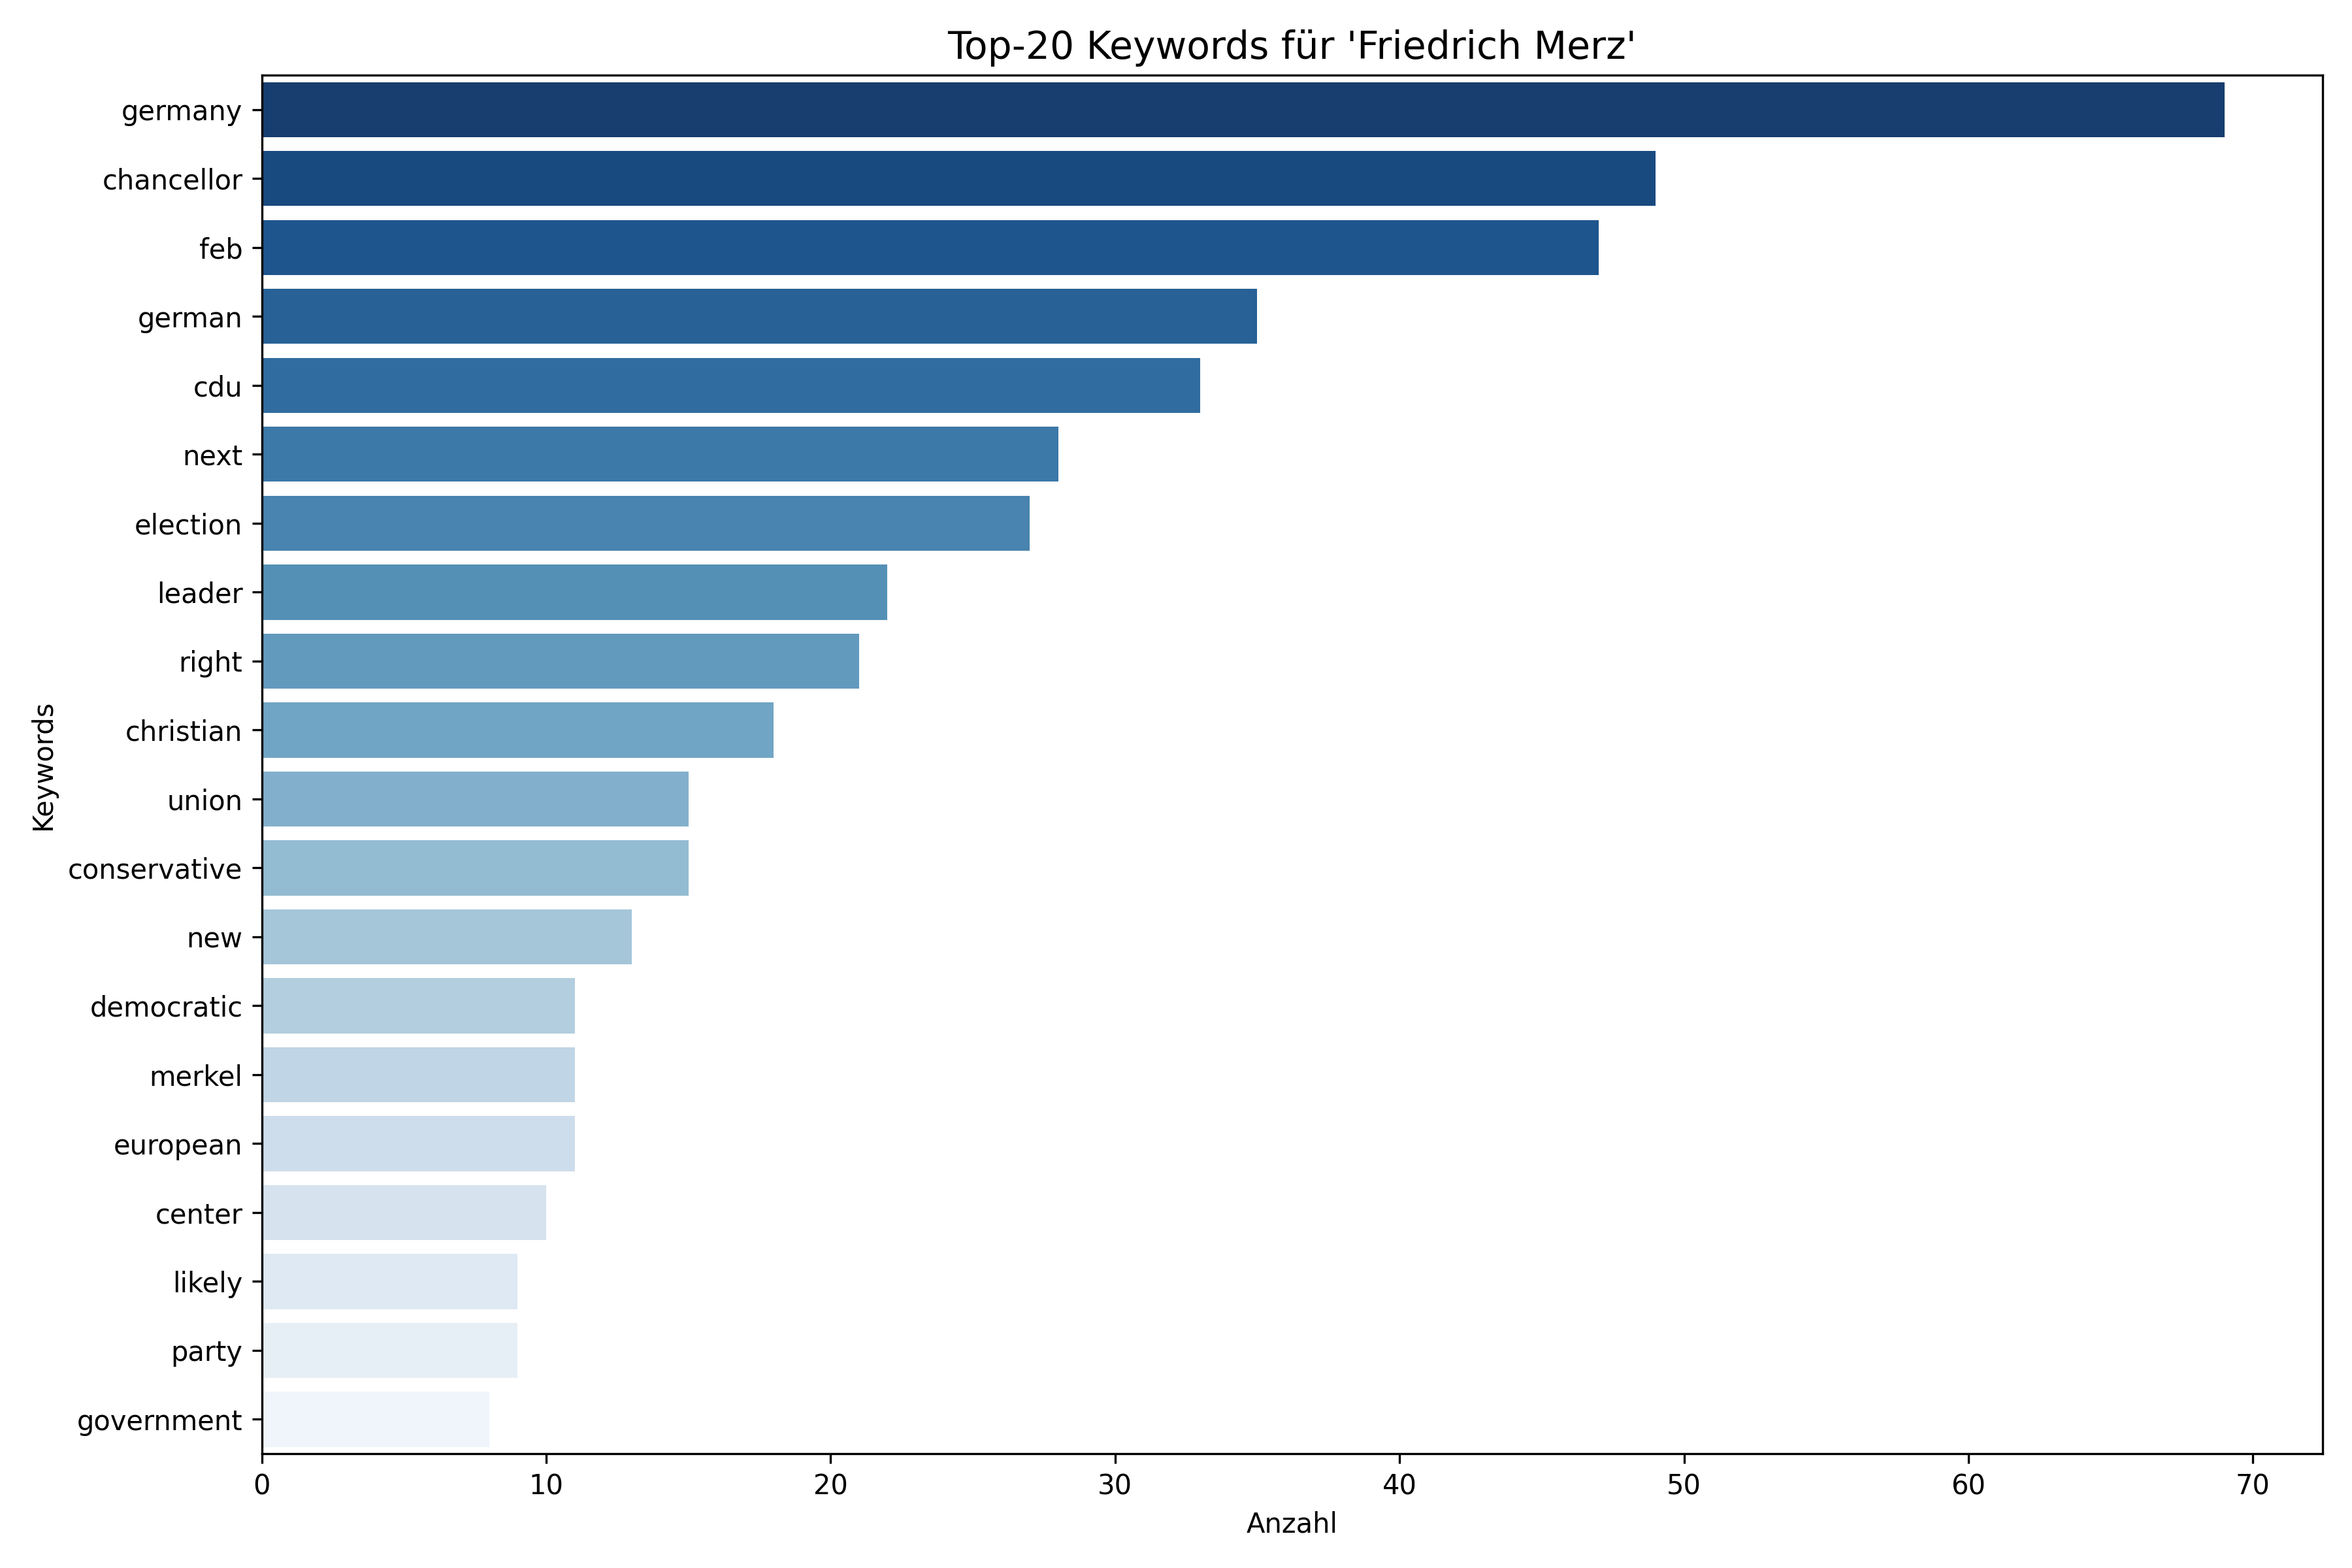 Top-20 Keywords für 'Friedrich Merz'
germany
chancellor
feb
german
cdu
next
election
leader
right
christian
union
conservative
new
democratic
merkel
european
center
likely
party
government
Keywords
0 10 20 30 40 50 60 70
Anzahl